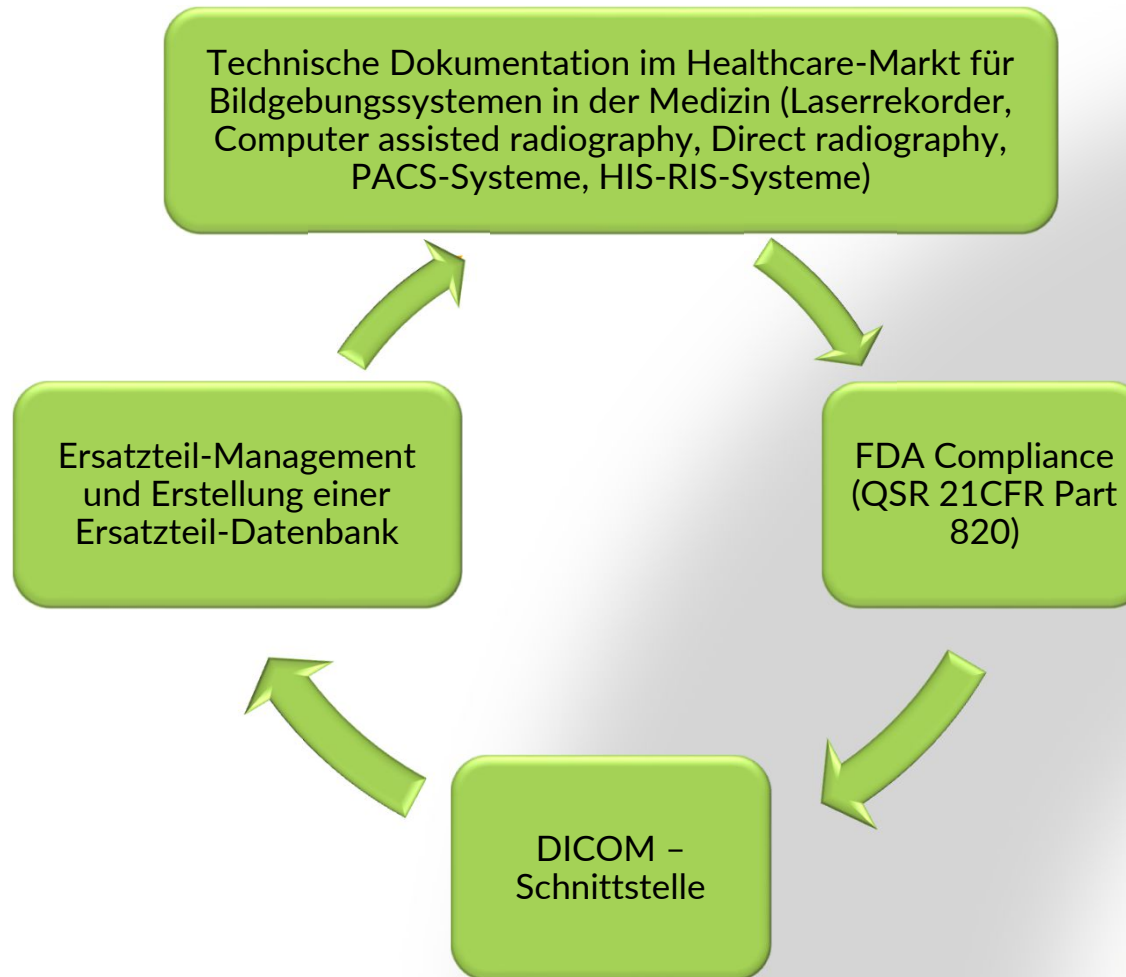 Technische Dokumentation im Healthcare-Markt für
Bildgebungssystemen in der Medizin (Laserrekorder,
Computer assisted radiography, Direct radiography,
PACS-Systeme, HIS-RIS-Systeme)
Ersatzteil-Management
und Erstellung einer
Ersatzteil-Datenbank
FDA Compliance
(QSR 21CFR Part
820)
DICOM –
Schnittstelle